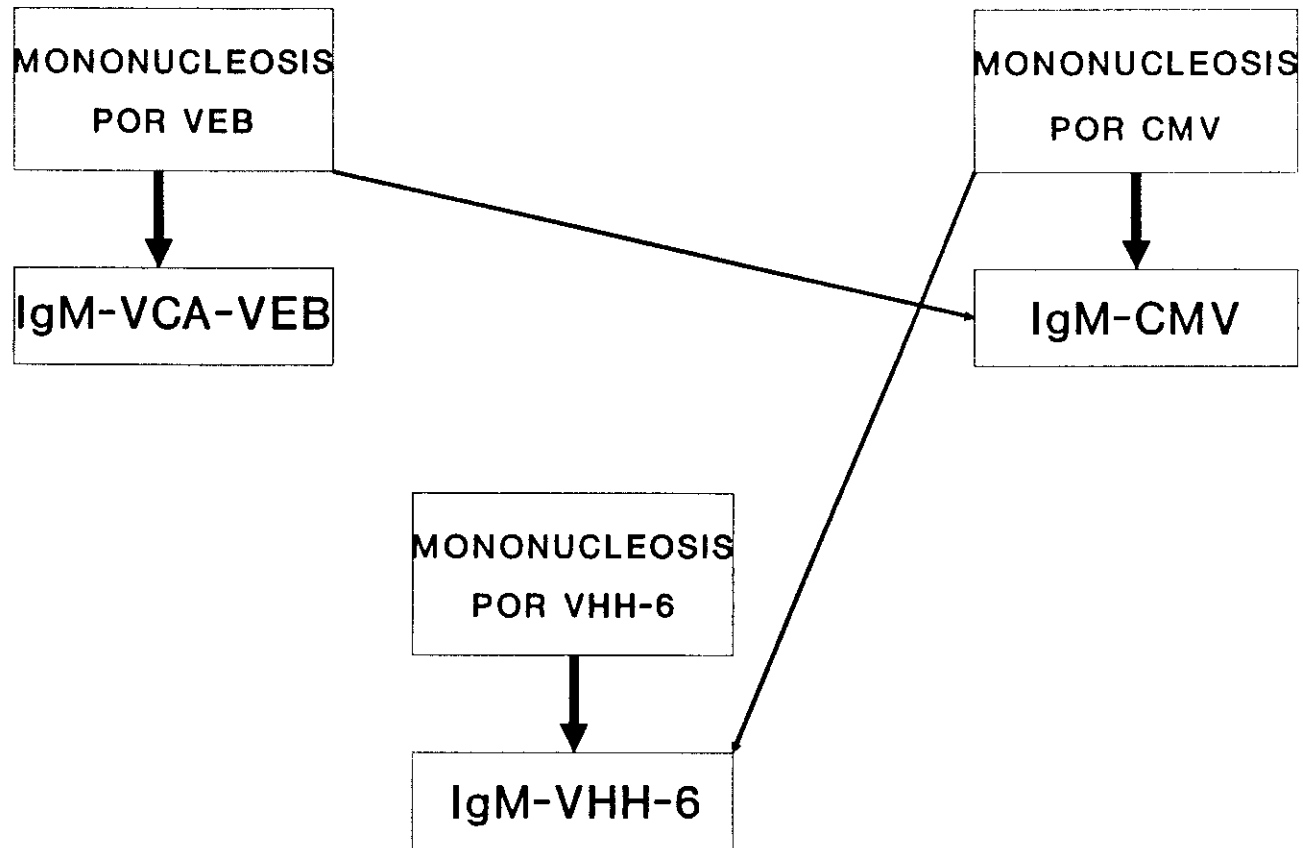 MONONUCLEOSIS
POR VEB
MONONUCLEOSIS
POR CMV
IgM-VCA-VEB
IgM-CMV
MONONUCLEOSIS
POR VHH-6
IgM-VHH-6